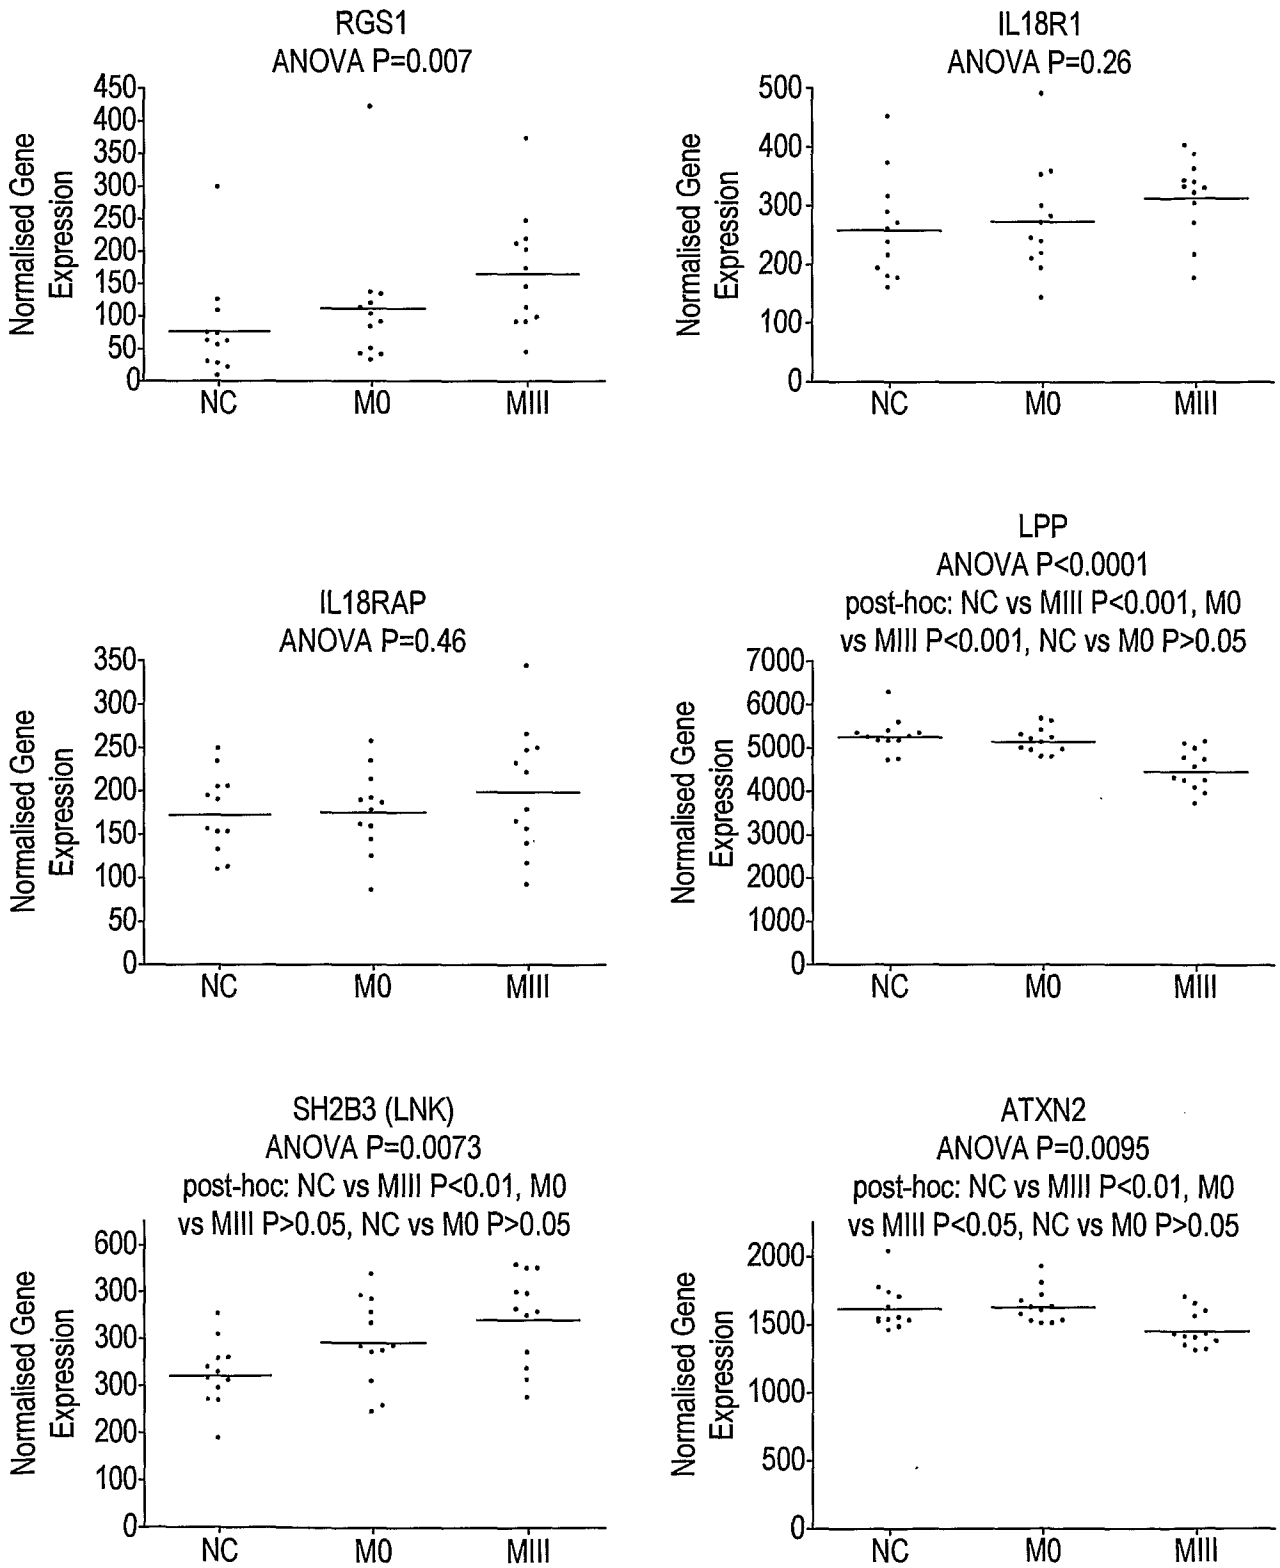 RGS1
ANOVA P=0.007
Normalised Gene
Expression
450
400
350
300
250
200
150
100
50
0
NC
M0
MIII
IL18R1
ANOVA P=0.26
Normalised Gene
Expression
500
400
300
200
100
0
NC
M0
MIII
IL18RAP
ANOVA P=0.46
Normalised Gene
Expression
350
300
250
200
150
100
50
0
NC
M0
MIII
LPP
ANOVA P<0.0001
post-hoc: NC vs MIII P<0.001, M0
vs MIII P<0.001, NC vs M0 P>0.05
Normalised Gene
Expression
7000
6000
5000
4000
3000
2000
1000
0
NC
M0
MIII
SH2B3 (LNK)
ANOVA P=0.0073
post-hoc: NC vs MIII P<0.01, M0
vs MIII P>0.05, NC vs M0 P>0.05
Normalised Gene
Expression
600
300
300
300
200
100
0
NC
M0
MIII
ATXN2
ANOVA P=0.0095
post-hoc: NC vs MIII P<0.01, M0
vs MIII P<0.05, NC vs M0 P>0.05
Normalised Gene
Expression
2000
1500
1000
500
0
NC
M0
MIII